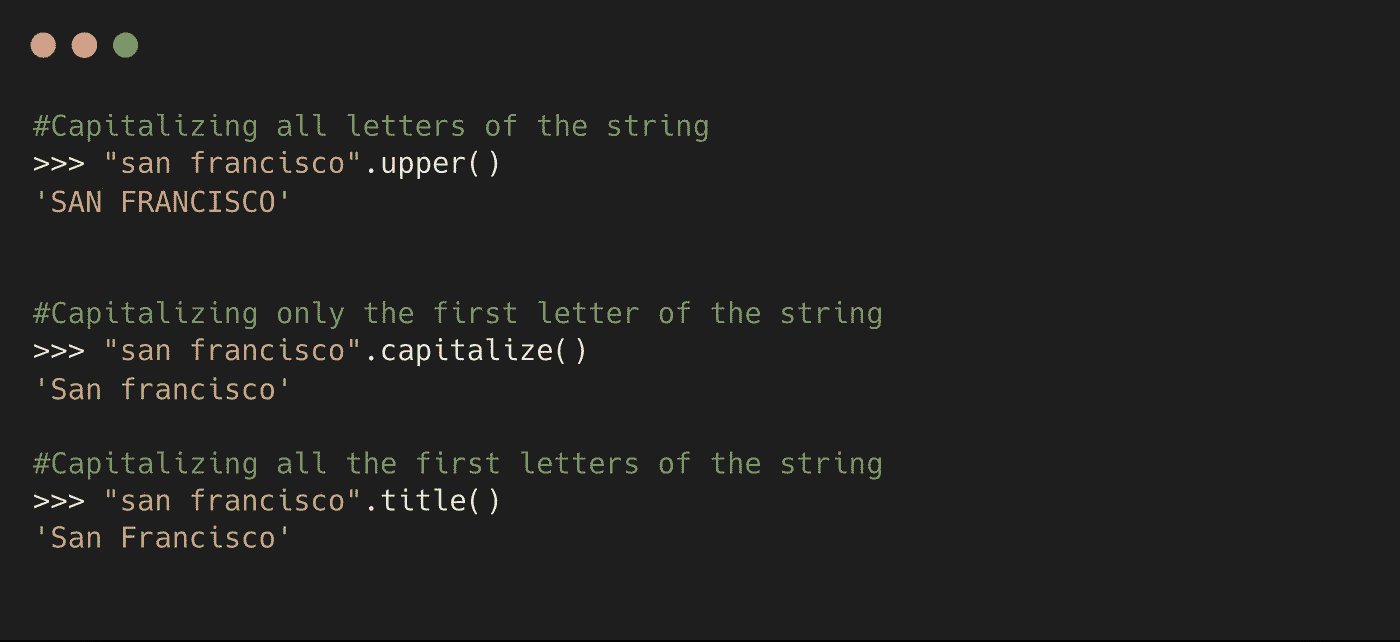 #Capitalizing all letters of the string
>>> "san francisco".upper()
'SAN FRANCISCO'
#Capitalizing only the first letter of the string
>>> "san francisco".capitalize()
'San francisco'
#Capitalizing all the first letters of the string
>>> "san francisco".title()
'San Francisco'